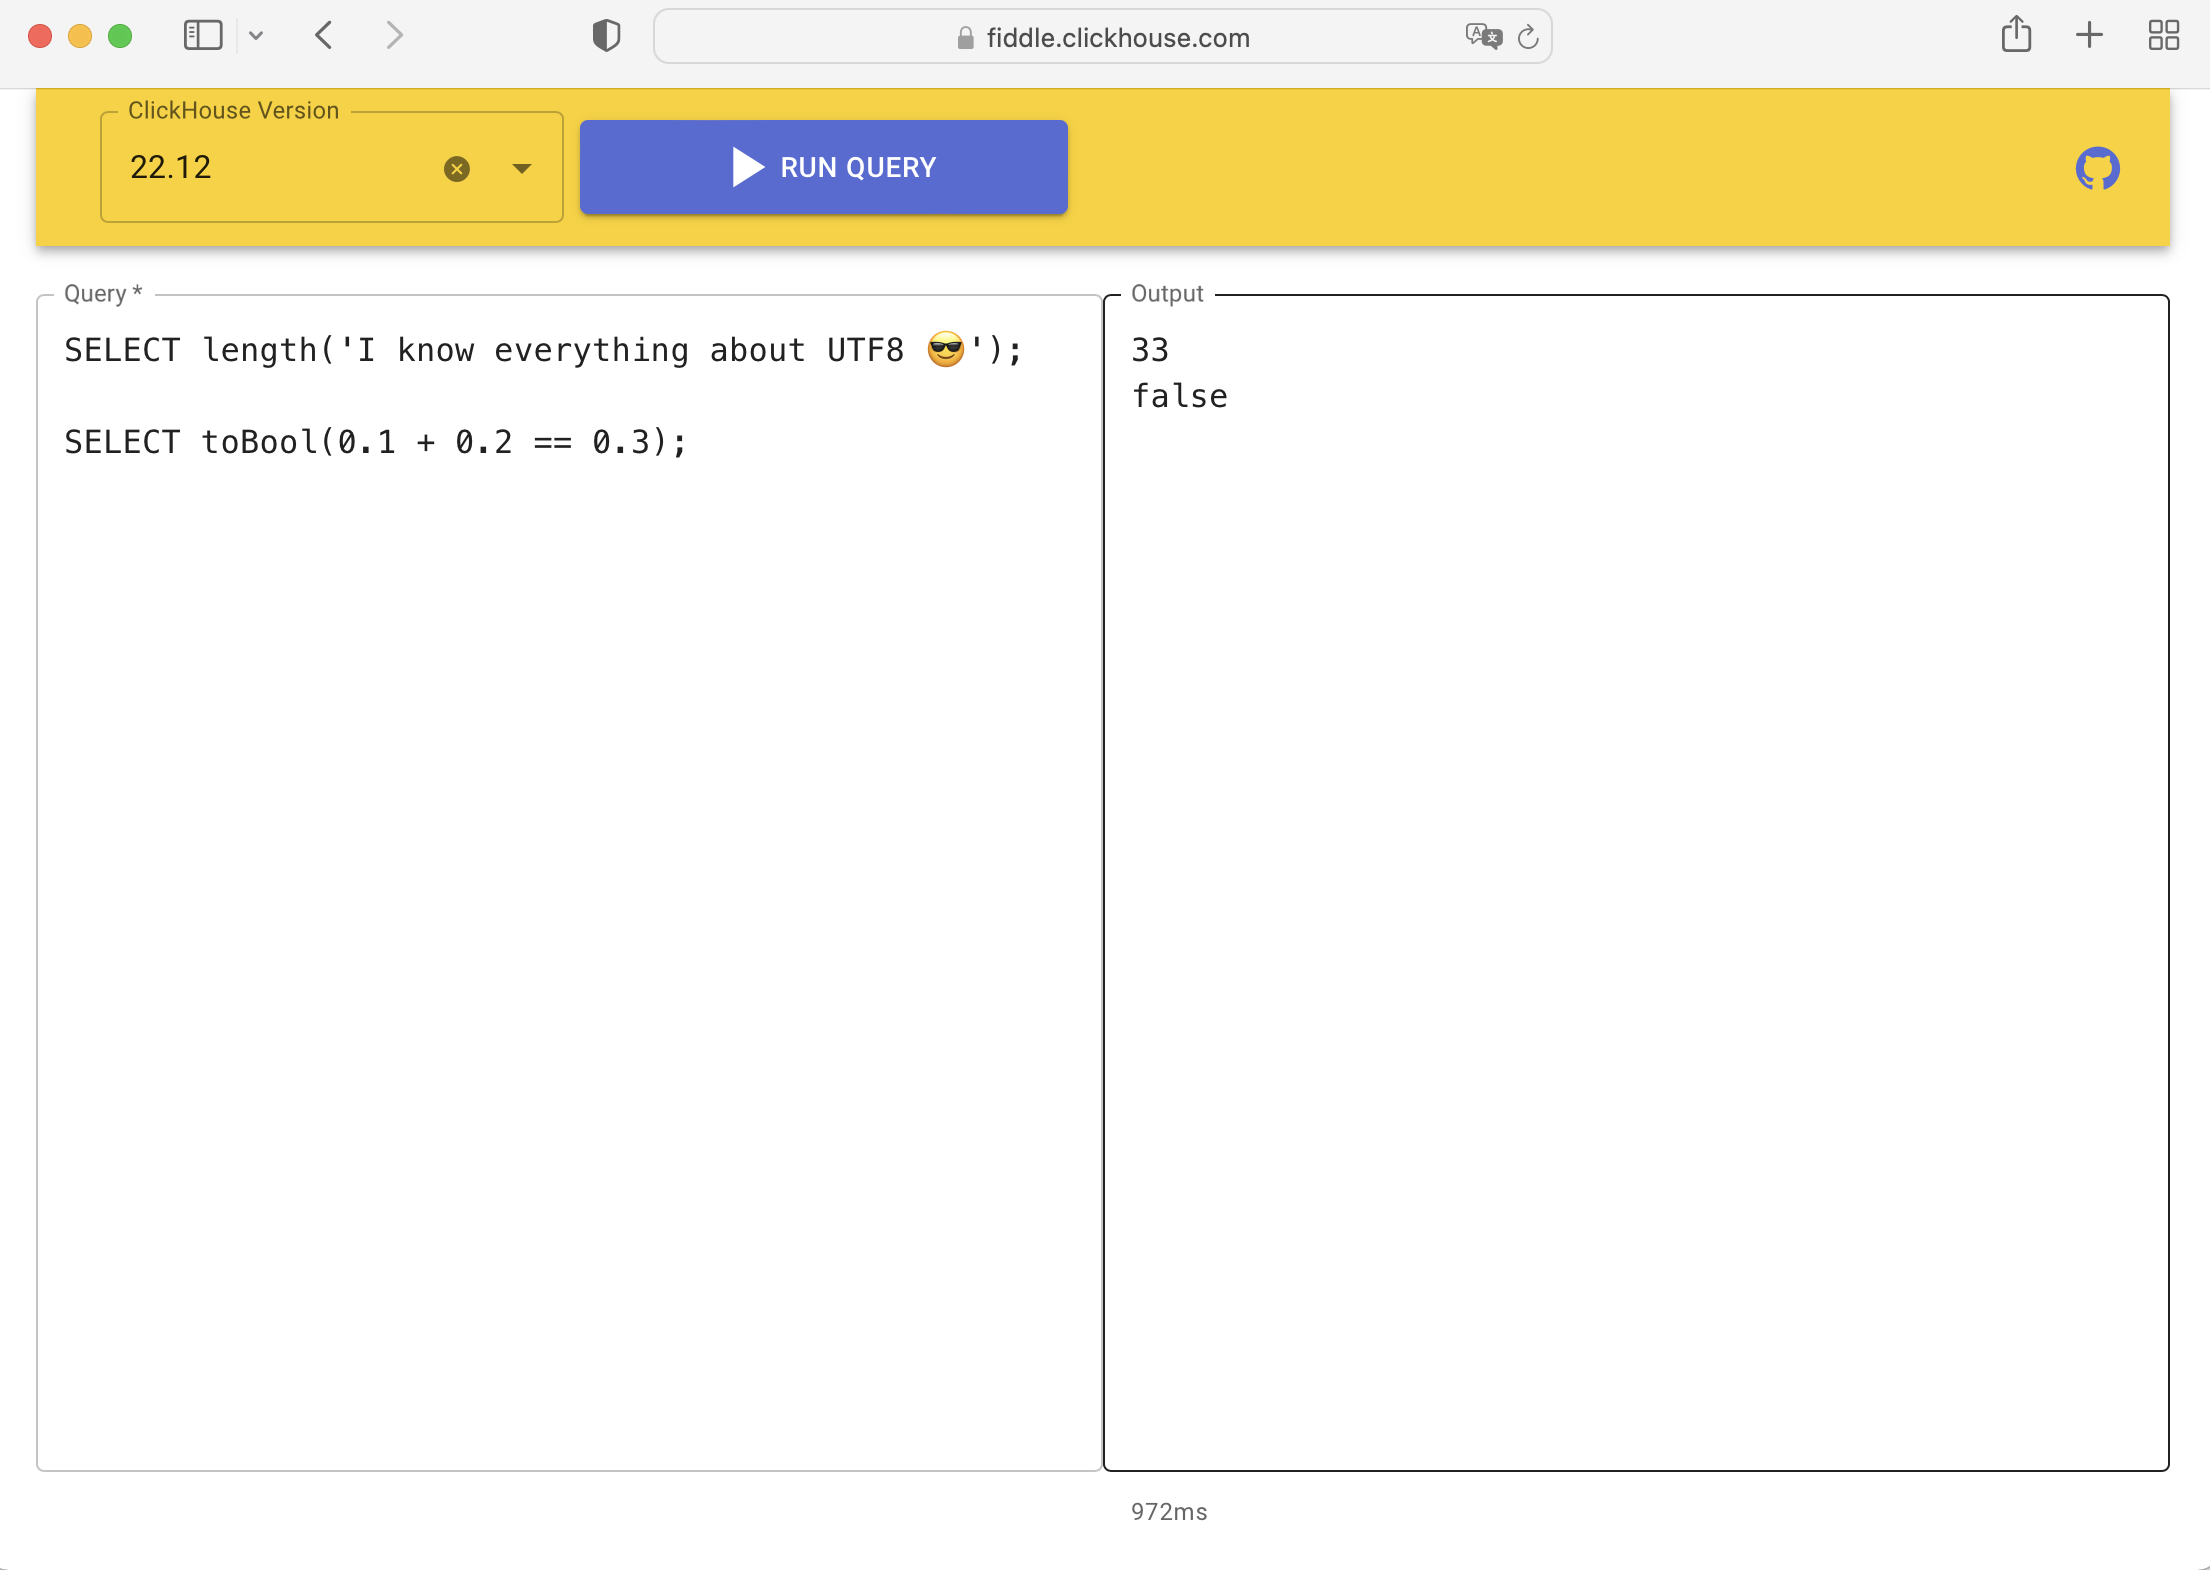 fiddle.clickhouse.com
ClickHouse Version
22.12
RUN QUERY
Query *
SELECT length('I know everything about UTF8 😎');
SELECT toBool(0.1 + 0.2 == 0.3);
Output
33
false
972ms